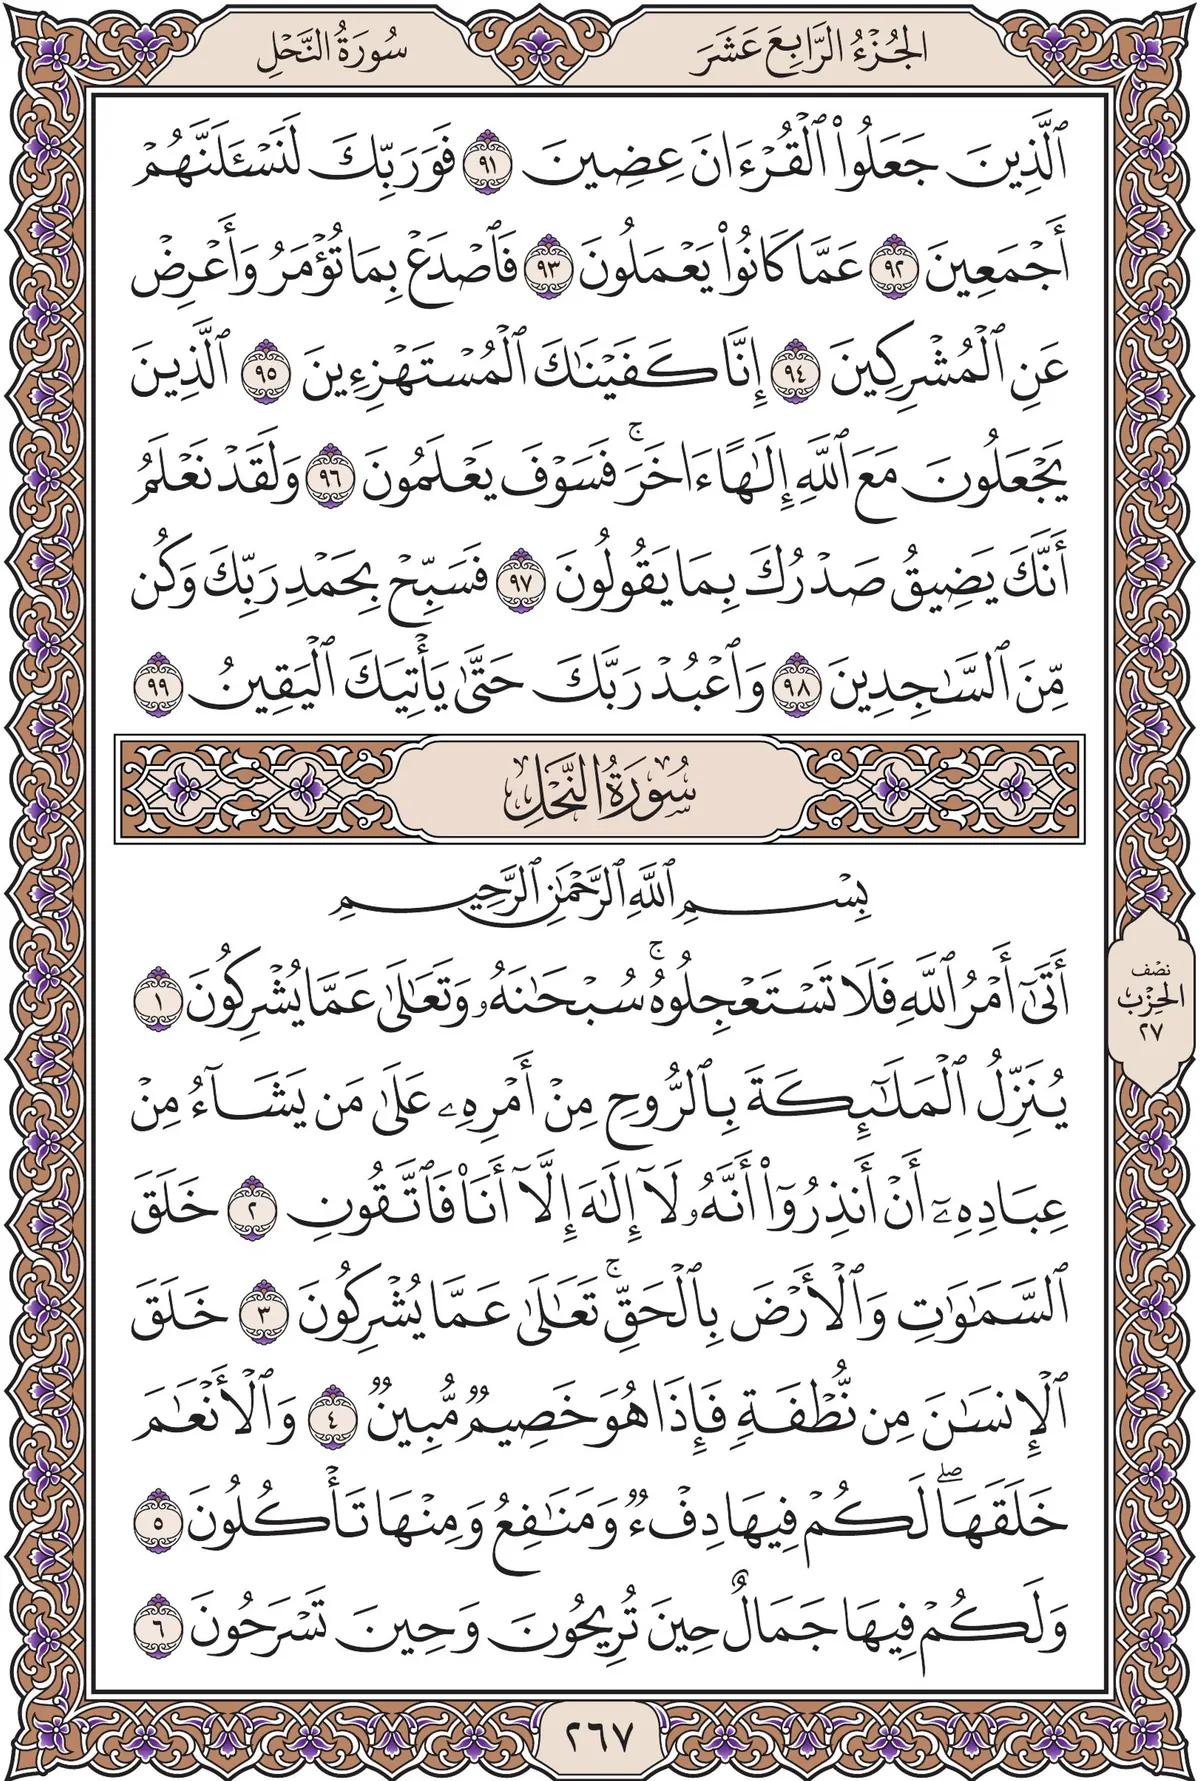 الجُزْءُ الرَّابِعَ عَشَرَ
سُورَةُ النَّحْلِ
ٱلَّذِينَ جَعَلُوا۟ ٱلْقُرْءَانَ عِضِينَ ٩١ فَوَرَبِّكَ لَنَسْـَٔلَنَّهُمْ
أَجْمَعِينَ ٩٢ عَمَّا كَانُوا۟ يَعْمَلُونَ ٩٣ فَٱصْدَعْ بِمَا تُؤْمَرُ وَأَعْرِضْ
عَنِ ٱلْمُشْرِكِينَ ٩٤ إِنَّا كَفَيْنَـٰكَ ٱلْمُسْتَهْزِءِينَ ٩٥ ٱلَّذِينَ
يَجْعَلُونَ مَعَ ٱللَّهِ إِلَـٰهًا ءَاخَرَ ۚ فَسَوْفَ يَعْلَمُونَ ٩٦ وَلَقَدْ نَعْلَمُ
أَنَّكَ يَضِيقُ صَدْرُكَ بِمَا يَقُولُونَ ٩٧ فَسَبِّحْ بِحَمْدِ رَبِّكَ وَكُن
مِّنَ ٱلسَّـٰجِدِينَ ٩٨ وَٱعْبُدْ رَبَّكَ حَتَّىٰ يَأْتِيَكَ ٱلْيَقِينُ ٩٩
سُورَةُ النَّحْلِ
بِسْمِ ٱللَّهِ ٱلرَّحْمَـٰنِ ٱلرَّحِيمِ
أَتَىٰٓ أَمْرُ ٱللَّهِ فَلَا تَسْتَعْجِلُوهُ ۚ سُبْحَـٰنَهُۥ وَتَعَـٰلَىٰ عَمَّا يُشْرِكُونَ ١
يُنَزِّلُ ٱلْمَلَـٰٓئِكَةَ بِٱلرُّوحِ مِنْ أَمْرِهِۦ عَلَىٰ مَن يَشَآءُ مِنْ
عِبَادِهِۦٓ أَنْ أَنذِرُوٓا۟ أَنَّهُۥ لَآ إِلَـٰهَ إِلَّآ أَنَا۠ فَٱتَّقُونِ ٢ خَلَقَ
ٱلسَّمَـٰوَٰتِ وَٱلْأَرْضَ بِٱلْحَقِّ ۚ تَعَـٰلَىٰ عَمَّا يُشْرِكُونَ ٣ خَلَقَ
ٱلْإِنسَـٰنَ مِن نُّطْفَةٍ فَإِذَا هُوَ خَصِيمٌ مُّبِينٌ ٤ وَٱلْأَنْعَـٰمَ
خَلَقَهَا ۖ لَكُمْ فِيهَا دِفْءٌ وَمَنَـٰفِعُ وَمِنْهَا تَأْكُلُونَ ٥
وَلَكُمْ فِيهَا جَمَالٌ حِينَ تُرِيحُونَ وَحِينَ تَسْرَحُونَ ٦
نصْف
الحِزْب
٢٧
٢٦٧